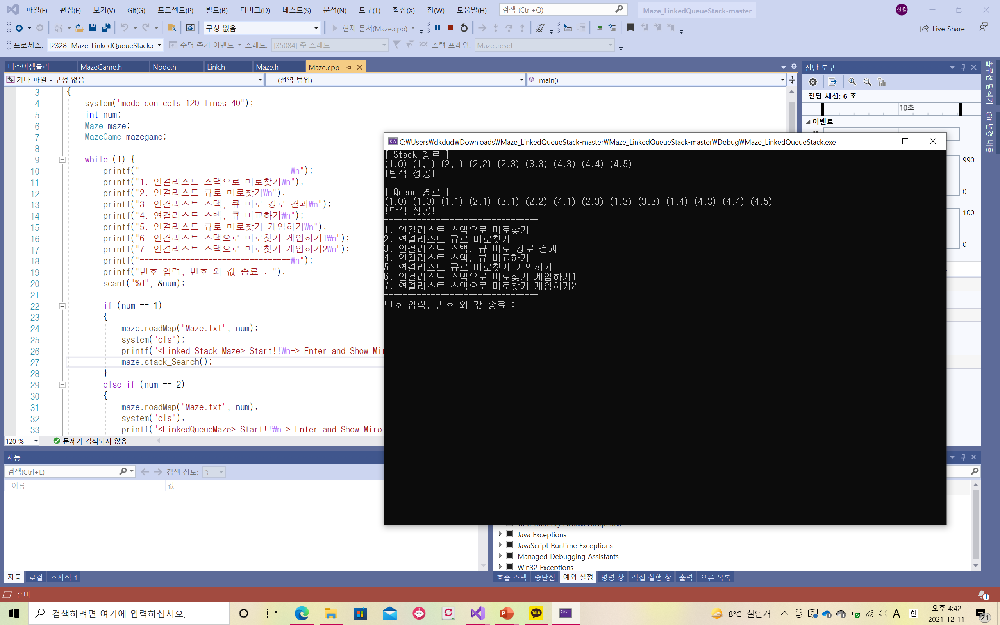 파일(F) 편집(E) 보기(V) Git(G) 프로젝트(P) 빌드(B) 디버그(D) 테스트(S) 분석(N) 도구(T) 확장(X) 창(W) 도움말(H) 검색 (Ctrl+Q) Maze_LinkedQueueStack-master 신컴
구성 없음 현재 문서(Maze.cpp) Live Share
프로세스: [2328] Maze_LinkedQueueStack.e 수명 주기 이벤트 스레드: [35084] 주 스레드 스택 프레임: Maze::reset
디스어셈블리 MazeGame.h Node.h Link.h Maze.h Maze.cpp
기타 파일 - 구성 없음 (전역 범위) main()
3 {
4 system("mode con cols=120 lines=40");
5 int num;
6 Maze maze;
7 MazeGame mazegame;
8
9 while (1) {
10 printf("=================================₩n");
11 printf("1. 연결리스트 스택으로 미로찾기₩n");
12 printf("2. 연결리스트 큐로 미로찾기₩n");
13 printf("3. 연결리스트 스택, 큐 미로 경로 결과₩n");
14 printf("4. 연결리스트 스택, 큐 비교하기₩n");
15 printf("5. 연결리스트 큐로 미로찾기 게임하기₩n");
16 printf("6. 연결리스트 스택으로 미로찾기 게임하기1₩n");
17 printf("7. 연결리스트 스택으로 미로찾기 게임하기2₩n");
18 printf("=================================₩n");
19 printf("번호 입력, 번호 외 값 종료 : ");
20 scanf("%d", &num);
21
22 if (num == 1)
23 {
24 maze.roadMap("Maze.txt", num);
25 system("cls");
26 printf("<Linked Stack Maze> Start!!₩n-> Enter and Show Mir
27 maze.stack_Search();
28 }
29 else if (num == 2)
30 {
31 maze.roadMap("Maze.txt", num);
32 system("cls");
33 printf("<LinkedQueueMaze> Start!!₩n-> Enter and Show Miro
120 % 문제가 검색되지 않음
진단 도구
진단 세션: 6 초
10초
이벤트
990
0
100
0
솔루션 탐색기
Git 변경 내용
C:₩Users₩dkdud₩Downloads₩Maze_LinkedQueueStack-master₩Maze_LinkedQueueStack-master₩Debug₩Maze_LinkedQueueStack.exe
[ Stack 경로 ]
(1,0) (1,1) (2,1) (2,2) (2,3) (3,3) (4,3) (4,4) (4,5)
!탐색 성공!
[ Queue 경로 ]
(1,0) (1,0) (1,1) (2,1) (3,1) (2,2) (4,1) (2,3) (1,3) (3,3) (1,4) (4,3) (4,4) (4,5)
!탐색 성공!
=================================
1. 연결리스트 스택으로 미로찾기
2. 연결리스트 큐로 미로찾기
3. 연결리스트 스택, 큐 미로 경로 결과
4. 연결리스트 스택, 큐 비교하기
5. 연결리스트 큐로 미로찾기 게임하기
6. 연결리스트 스택으로 미로찾기 게임하기1
7. 연결리스트 스택으로 미로찾기 게임하기2
=================================
번호 입력, 번호 외 값 종료 :
자동
검색(Ctrl+E) 검색 심도: 3
이름 값
GPU Memory Access Exceptions
Java Exceptions
JavaScript Runtime Exceptions
Managed Debugging Assistants
Win32 Exceptions
자동 로컬 조사식 1
호출 스택 중단점 예외 설정 명령 창 직접 실행 창 출력 오류 목록
준비 1
검색하려면 여기에 입력하십시오. TALK 8°C 실안개 A 한 오후 4:42
2021-12-11 21